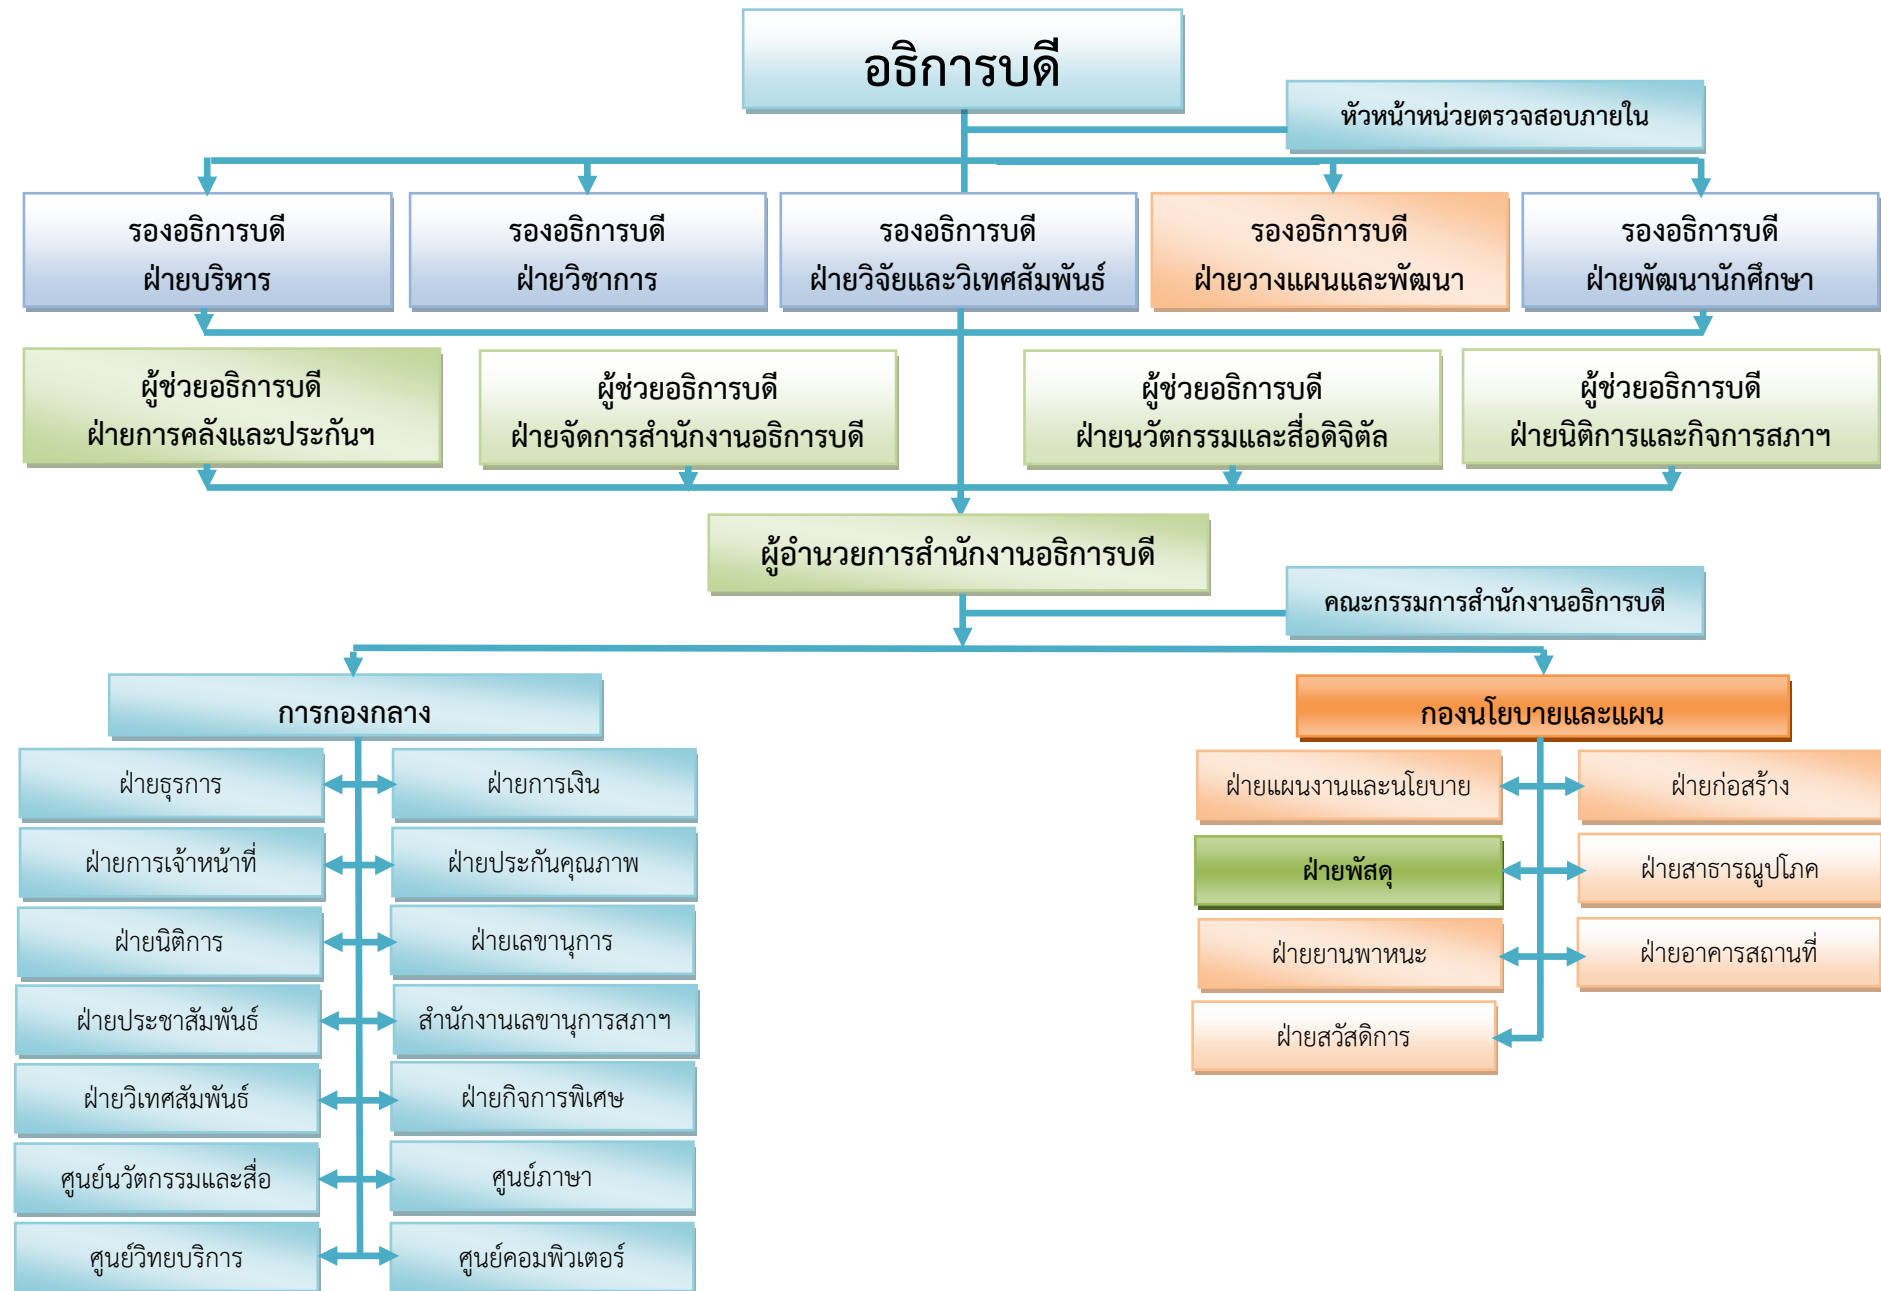 อธิการบดี
หัวหน้าหน่วยตรวจสอบภายใน
รองอธิการบดี
ฝ่ายบริหาร
รองอธิการบดี
ฝ่ายวิชาการ
รองอธิการบดี
ฝ่ายวิจัยและวิเทศสัมพันธ์
รองอธิการบดี
ฝ่ายวางแผนและพัฒนา
รองอธิการบดี
ฝ่ายพัฒนานักศึกษา
ผู้ช่วยอธิการบดี
ฝ่ายการคลังและประกันฯ
ผู้ช่วยอธิการบดี
ฝ่ายจัดการสำนักงานอธิการบดี
ผู้ช่วยอธิการบดี
ฝ่ายนวัตกรรมและสื่อดิจิตัล
ผู้ช่วยอธิการบดี
ฝ่ายนิติการและกิจการสภาฯ
ผู้อำนวยการสำนักงานอธิการบดี
คณะกรรมการสำนักงานอธิการบดี
การกองกลาง
ฝ่ายธุรการ
ฝ่ายการเงิน
ฝ่ายการเจ้าหน้าที่
ฝ่ายประกันคุณภาพ
ฝ่ายนิติการ
ฝ่ายเลขานุการ
ฝ่ายประชาสัมพันธ์
สำนักงานเลขานุการสภาฯ
ฝ่ายวิเทศสัมพันธ์
ฝ่ายกิจการพิเศษ
ศูนย์นวัตกรรมและสื่อ
ศูนย์ภาษา
ศูนย์วิทยบริการ
ศูนย์คอมพิวเตอร์
กองนโยบายและแผน
ฝ่ายแผนงานและนโยบาย
ฝ่ายก่อสร้าง
ฝ่ายพัสดุ
ฝ่ายสาธารณูปโภค
ฝ่ายยานพาหนะ
ฝ่ายอาคารสถานที่
ฝ่ายสวัสดิการ